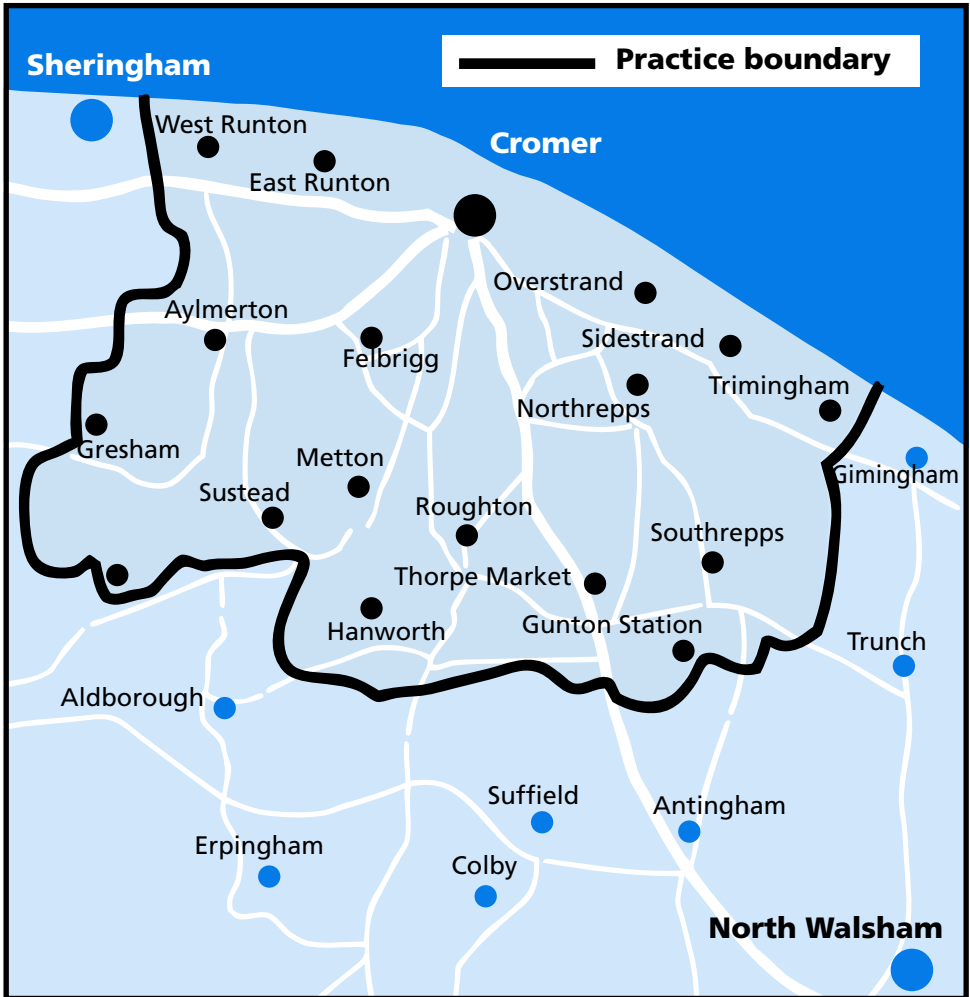 Sheringham
Practice boundary
West Runton
Cromer
East Runton
Overstrand
Aylmerton
Sidestrand
Felbrigg
Trimingham
Northrepps
Gresham
Metton
Gimingham
Sustead
Roughton
Southrepps
Thorpe Market
Hanworth
Gunton Station
Trunch
Aldborough
Suffield
Antingham
Erpingham
Colby
North Walsham